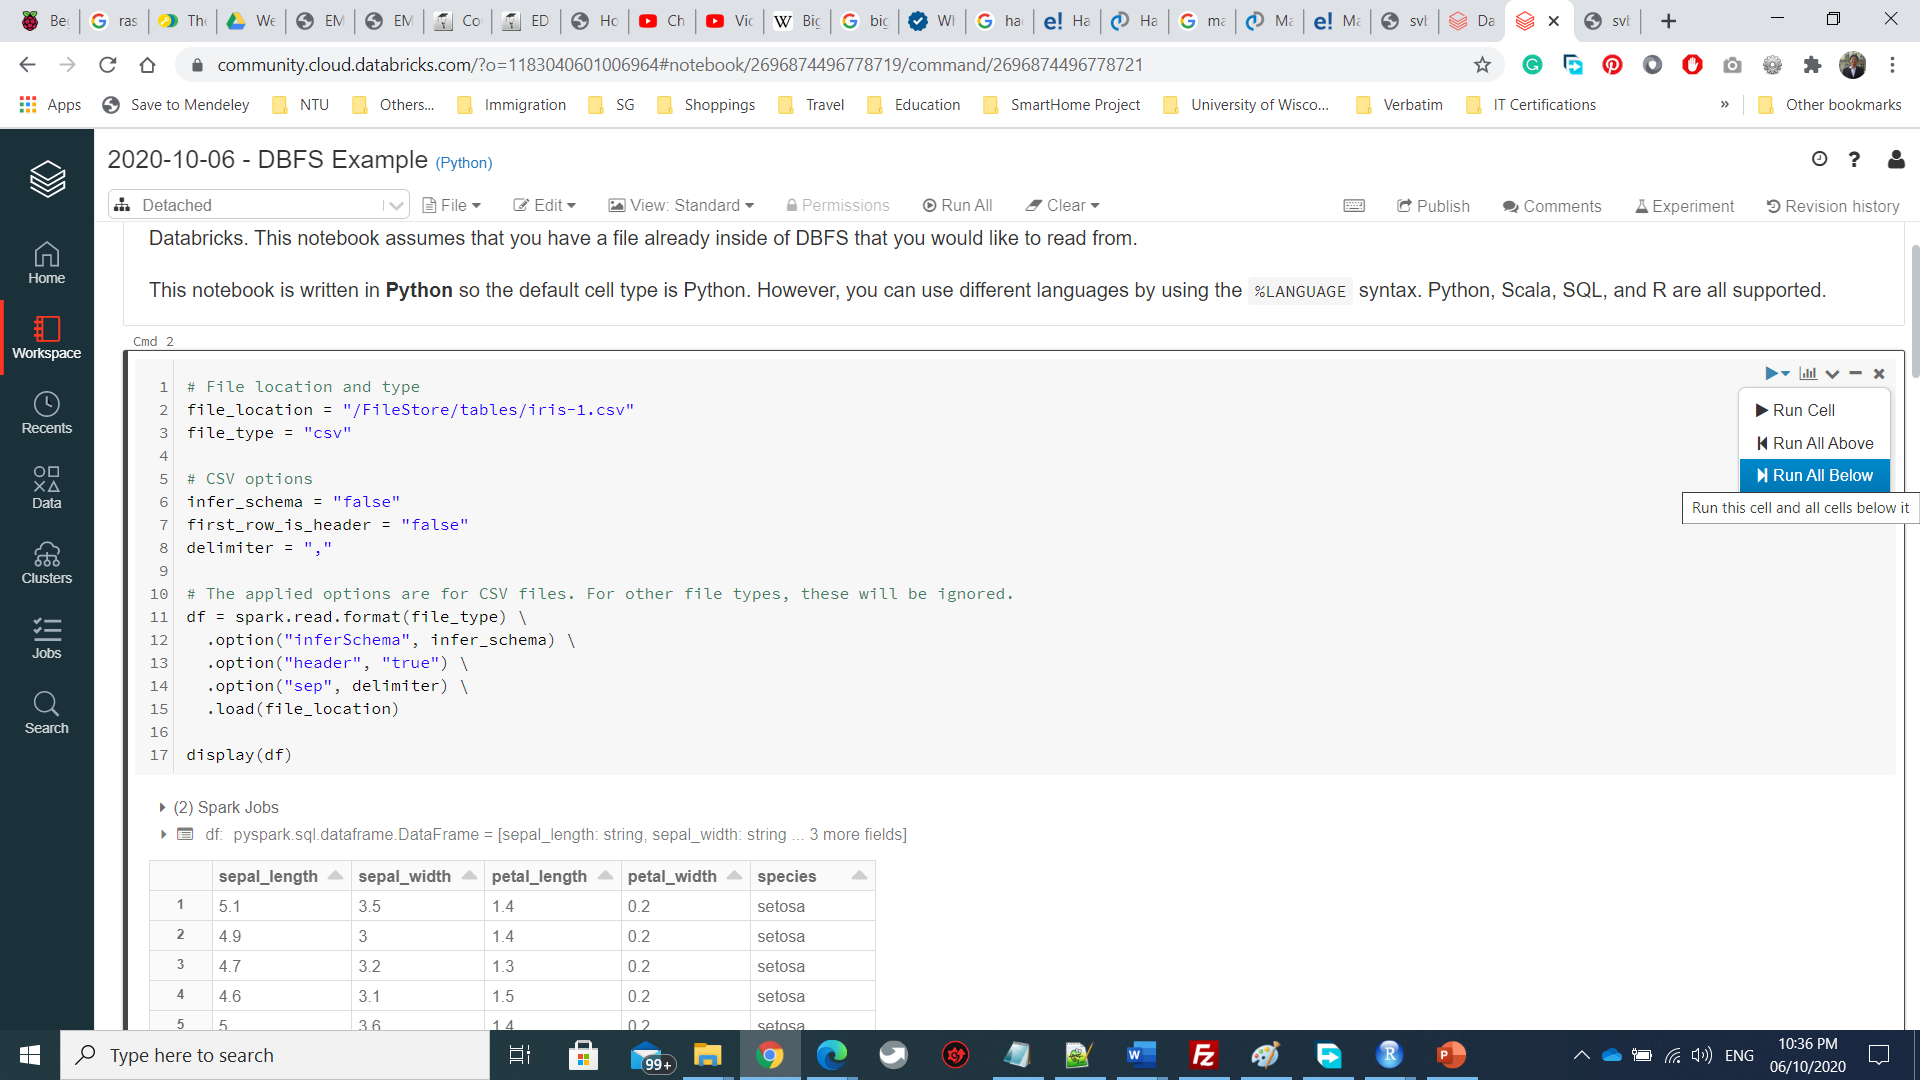 Be
ras
The
We
EM
EM
Co
ED
Ho
Ch
Vic
Big
big
Wh
ha
Ha
Ha
ma
Ma
Ma
svl
Da
svl
community.cloud.databricks.com/?o=1183040601006964#notebook/2696874496778719/command/2696874496778721
Apps Save to Mendeley NTU Others... Immigration SG Shoppings Travel Education SmartHome Project University of Wisco... Verbatim IT Certifications » Other bookmarks
2020-10-06 - DBFS Example (Python)
Detached File Edit View: Standard Permissions Run All Clear Publish Comments Experiment Revision history
Home
Workspace
Recents
Data
Clusters
Jobs
Search
Databricks. This notebook assumes that you have a file already inside of DBFS that you would like to read from.
This notebook is written in Python so the default cell type is Python. However, you can use different languages by using the %LANGUAGE syntax. Python, Scala, SQL, and R are all supported.
Cmd 2
1 # File location and type
2 file_location = "/FileStore/tables/iris-1.csv"
3 file_type = "csv"
4
5 # CSV options
6 infer_schema = "false"
7 first_row_is_header = "false"
8 delimiter = ","
9
10 # The applied options are for CSV files. For other file types, these will be ignored.
11 df = spark.read.format(file_type) \
12 .option("inferSchema", infer_schema) \
13 .option("header", "true") \
14 .option("sep", delimiter) \
15 .load(file_location)
16
17 display(df)
Run Cell
Run All Above
Run All Below
Run this cell and all cells below it
(2) Spark Jobs
df: pyspark.sql.dataframe.DataFrame = [sepal_length: string, sepal_width: string ... 3 more fields]
sepal_length sepal_width petal_length petal_width species
1 5.1 3.5 1.4 0.2 setosa
2 4.9 3 1.4 0.2 setosa
3 4.7 3.2 1.3 0.2 setosa
4 4.6 3.1 1.5 0.2 setosa
5 5 3.6 1.4 0.2 setosa
Type here to search
99+
ENG
10:36 PM
06/10/2020